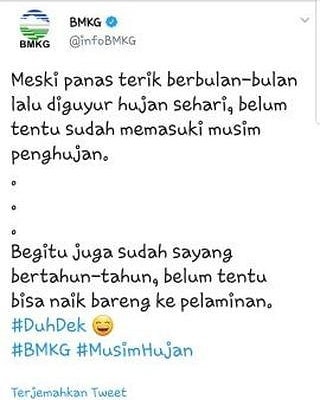 BMKG
BMKG
@infoBMKG
Meski panas terik berbulan-bulan
lalu diguyur hujan sehari, belum
tentu sudah memasuki musim
penghujan.
.
.
.
Begitu juga sudah sayang
bertahun-tahun, belum tentu
bisa naik bareng ke pelaminan.
#DuhDek 😄
#BMKG #MusimHujan
Terjemahkan Tweet